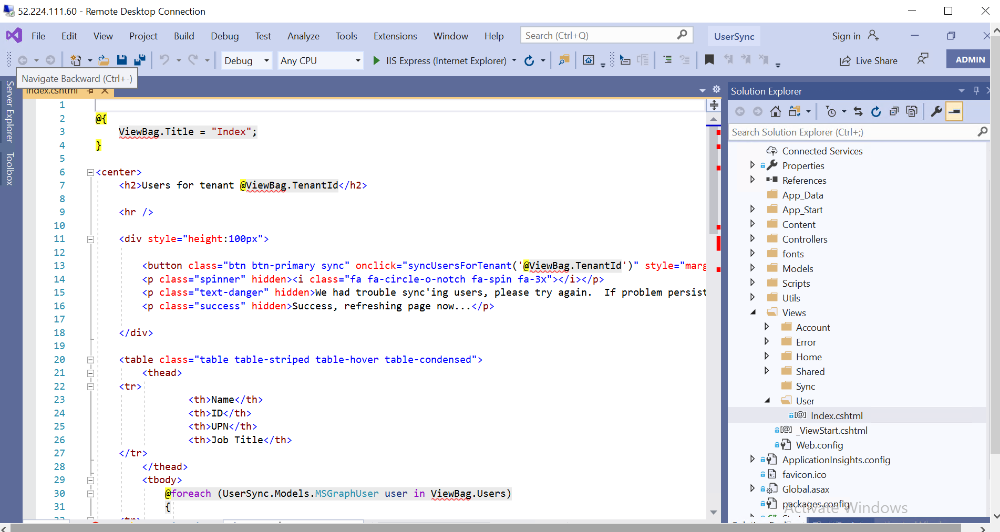 52.224.111.60 - Remote Desktop Connection
File Edit View Project Build Debug Test Analyze Tools Extensions Window Help Search (Ctrl+Q) UserSync Sign in
Debug Any CPU IIS Express (Internet Explorer) Live Share ADMIN
Navigate Backward (Ctrl+-)
Index.cshtml
Server Explorer
Toolbox
1
2 @{
3 ViewBag.Title = "Index";
4 }
5
6 <center>
7 <h2>Users for tenant @ViewBag.TenantId</h2>
8
9 <hr />
10
11 <div style="height:100px">
12
13 <button class="btn btn-primary sync" onclick="syncUsersForTenant('@ViewBag.TenantId')" style="marg
14 <p class="spinner" hidden><i class="fa fa-circle-o-notch fa-spin fa-3x"></i></p>
15 <p class="text-danger" hidden>We had trouble sync'ing users, please try again.  If problem persist
16 <p class="success" hidden>Success, refreshing page now...</p>
17
18 </div>
19
20 <table class="table table-striped table-hover table-condensed">
21 <thead>
22 <tr>
23 <th>Name</th>
24 <th>ID</th>
25 <th>UPN</th>
26 <th>Job Title</th>
27 </tr>
28 </thead>
29 <tbody>
30 @foreach (UserSync.Models.MSGraphUser user in ViewBag.Users)
31 {
Solution Explorer
Search Solution Explorer (Ctrl+;)
Connected Services
Properties
References
App_Data
App_Start
Content
Controllers
fonts
Models
Scripts
Utils
Views
Account
Error
Home
Shared
Sync
User
Index.cshtml
_ViewStart.cshtml
Web.config
ApplicationInsights.config
favicon.ico
Global.asax
packages.config
Activate Windows